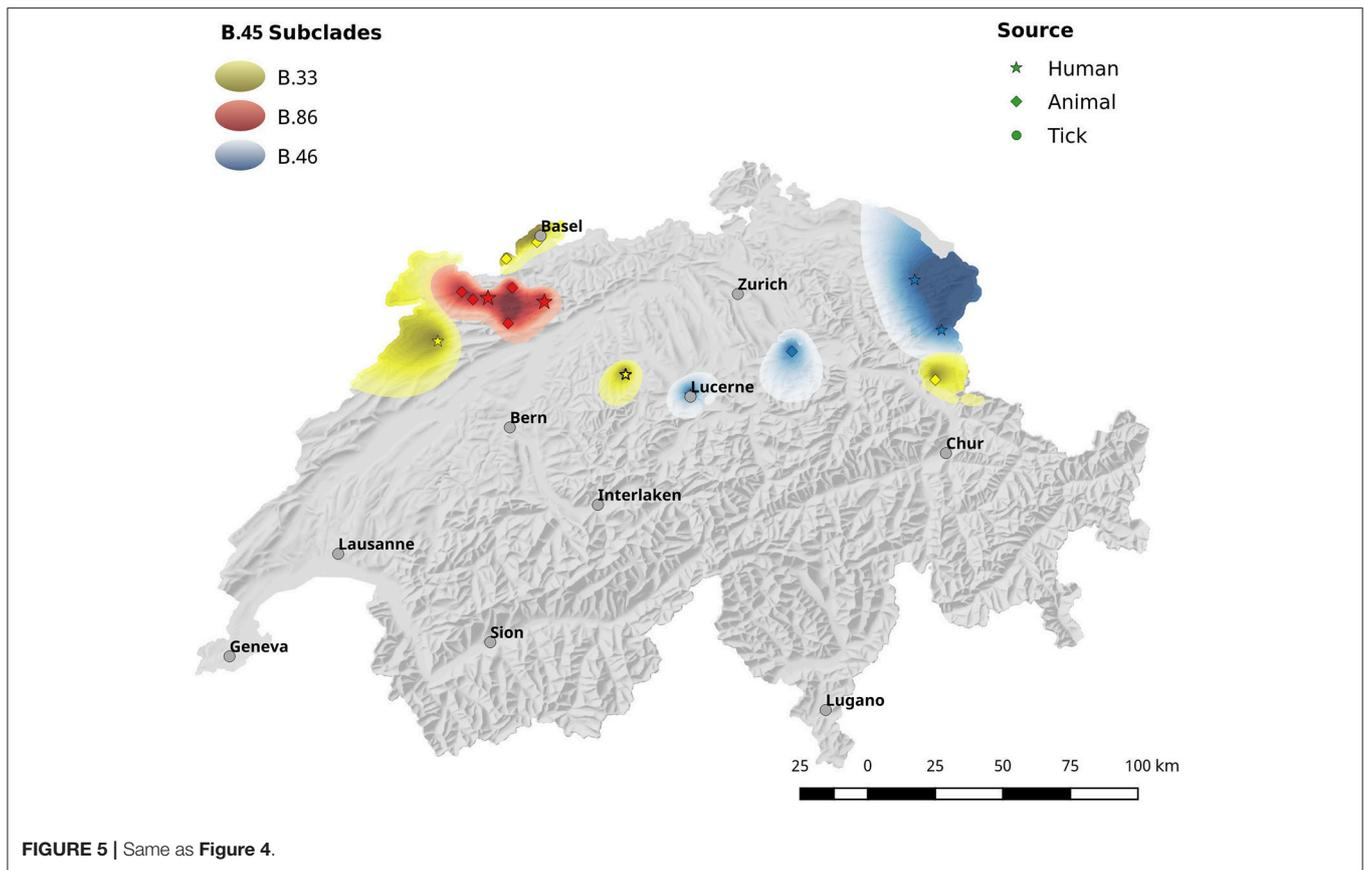 B.45 Subclades
B.33
B.86
B.46
Source
Human
Animal
Tick
Basel
Zurich
Lucerne
Bern
Chur
Interlaken
Lausanne
Sion
Geneva
Lugano
25 0 25 50 75 100 km
FIGURE 5 | Same as Figure 4.